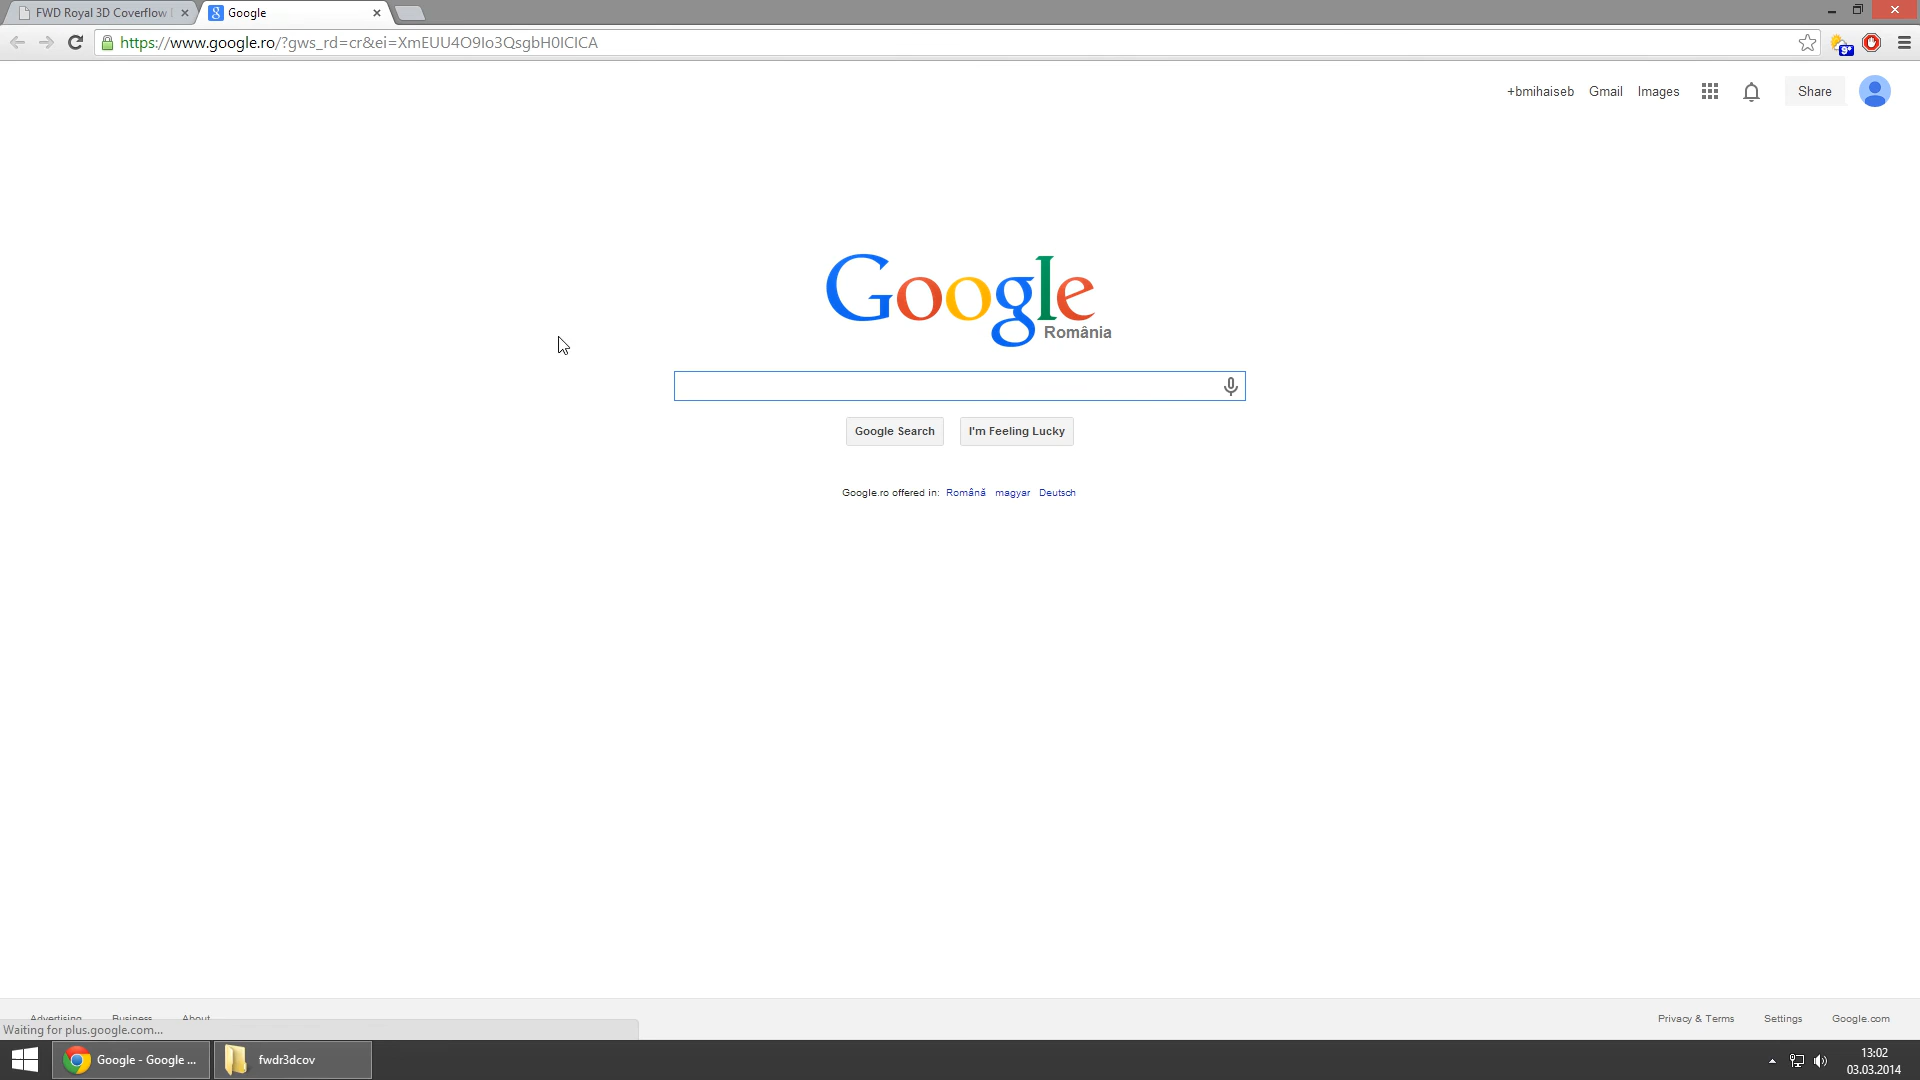 FWD Royal 3D Coverflow
Google
https://www.google.ro/?gws_rd=cr&ei=XmEUU4O9Io3QsgbH0ICICA
9°
+bmihaiseb Gmail Images Share
Google
România
Google Search I'm Feeling Lucky
Google.ro offered in: Română magyar Deutsch
Advertising Business About Privacy & Terms Settings Google.com
Waiting for plus.google.com...
Google - Google ... fwdr3dcov
13:02
03.03.2014